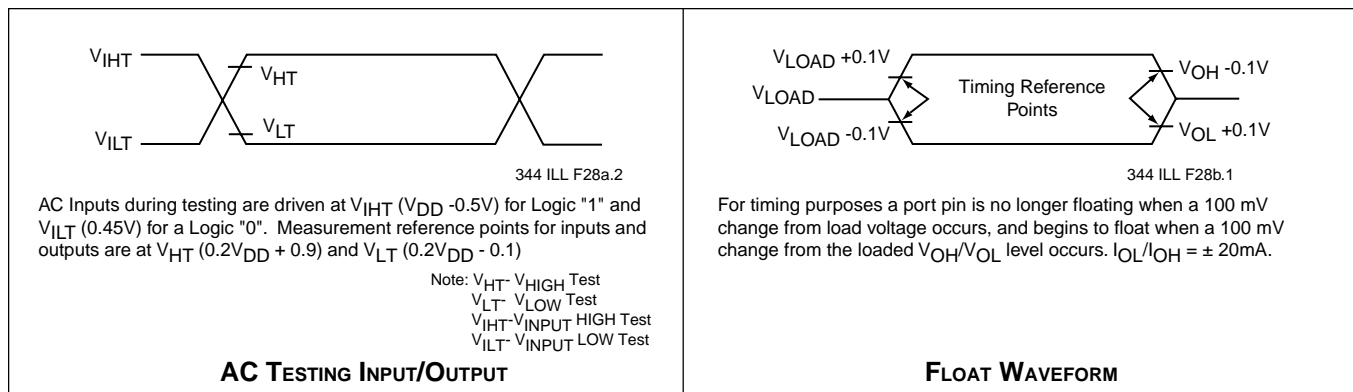 VIHT
VHT
VLT
VILT
344 ILL F28a.2
AC Inputs during testing are driven at VIHT (VDD -0.5V) for Logic "1" and
VILT (0.45V) for a Logic "0". Measurement reference points for inputs and
outputs are at VHT (0.2VDD + 0.9) and VLT (0.2VDD - 0.1)
Note: VHT- VHIGH Test
VLT- VLOW Test
VIHT-VINPUT HIGH Test
VILT- VINPUT LOW Test
AC TESTING INPUT/OUTPUT
VLOAD +0.1V
VLOAD
VLOAD -0.1V
Timing Reference
Points
VOH -0.1V
VOL +0.1V
344 ILL F28b.1
For timing purposes a port pin is no longer floating when a 100 mV
change from load voltage occurs, and begins to float when a 100 mV
change from the loaded VOH/VOL level occurs. IOL/IOH = ± 20mA.
FLOAT WAVEFORM